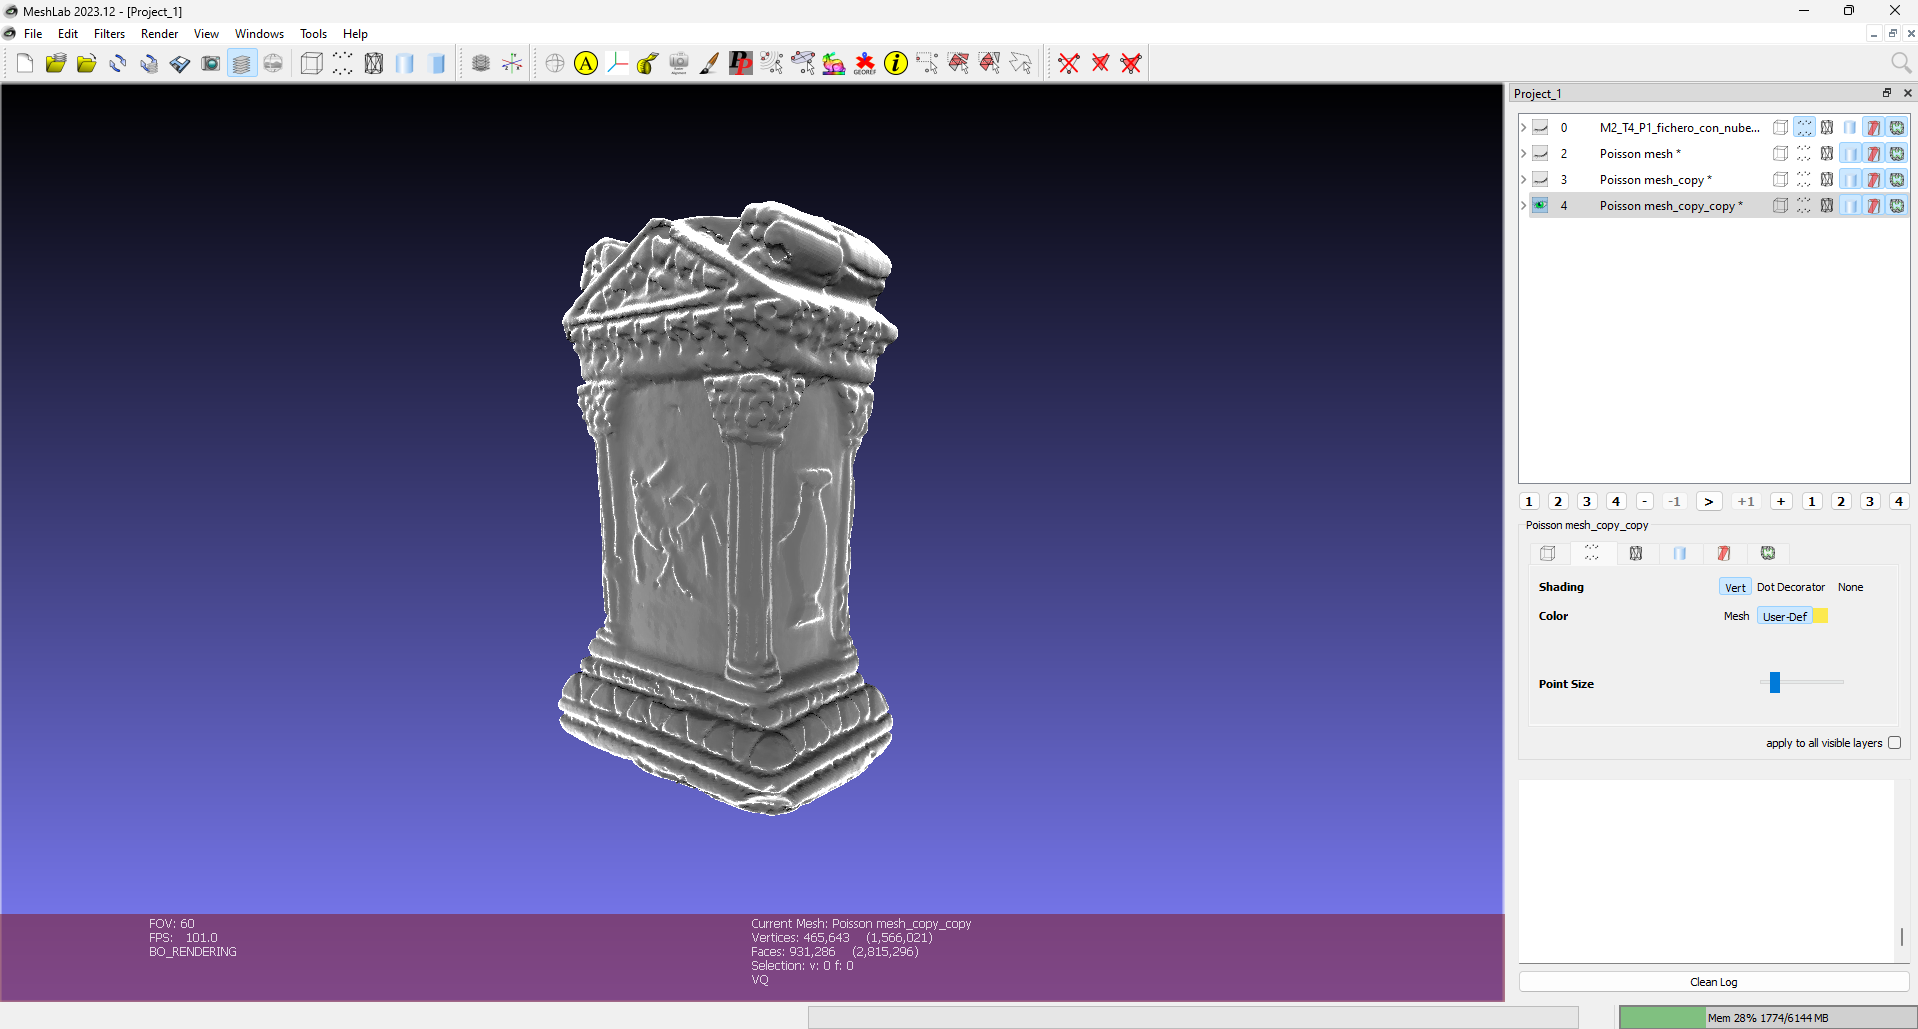 MeshLab 2023.12 - [Project_1]
File Edit Filters Render View Windows Tools Help
A PP GEOREF i
Project_1
0 M2_T4_P1_fichero_con_nube...
2 Poisson mesh *
3 Poisson mesh_copy *
4 Poisson mesh_copy_copy *
1 2 3 4 - -1 > +1 + 1 2 3 4
Poisson mesh_copy_copy
Shading Vert Dot Decorator None
Color Mesh User-Def
Point Size
apply to all visible layers
FOV: 60
FPS: 101.0
BO_RENDERING
Current Mesh: Poisson mesh_copy_copy
Vertices: 465,643 (1,566,021)
Faces: 931,286 (2,815,296)
Selection: v: 0 f: 0
VQ
Clean Log
Mem 28% 1774/6144 MB